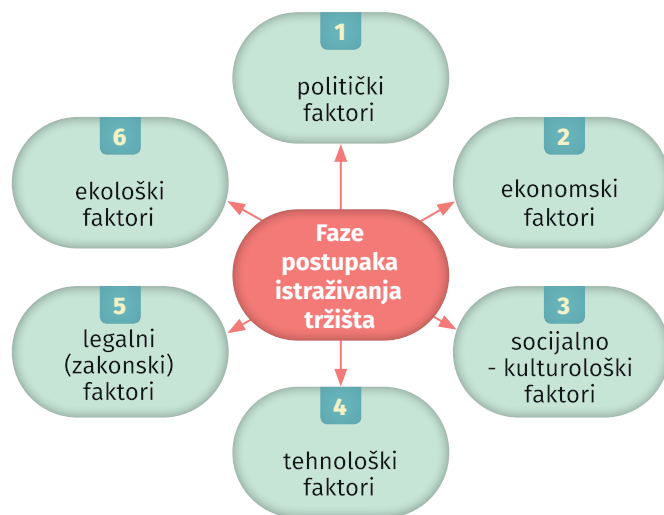 1
politički
faktori
2
ekonomski
faktori
3
socijalno
- kulturološki
faktori
4
tehnološki
faktori
5
legalni
(zakonski)
faktori
6
ekološki
faktori
Faze
postupaka
istraživanja
tržišta